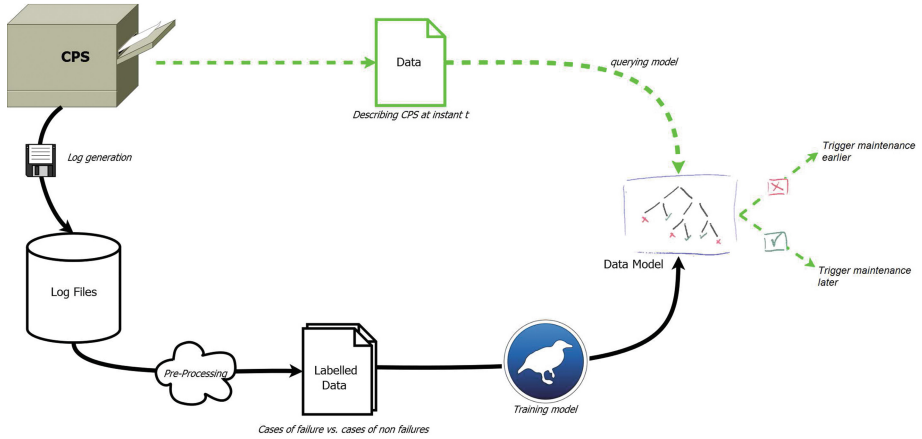 CPS
Data
querying model
Describing CPS at instant t
Log generation
Trigger maintenance
earlier
Data Model
Trigger maintenance
later
Log Files
Pre-Processing
Labelled
Data
Training model
Cases of failure vs. cases of non failures